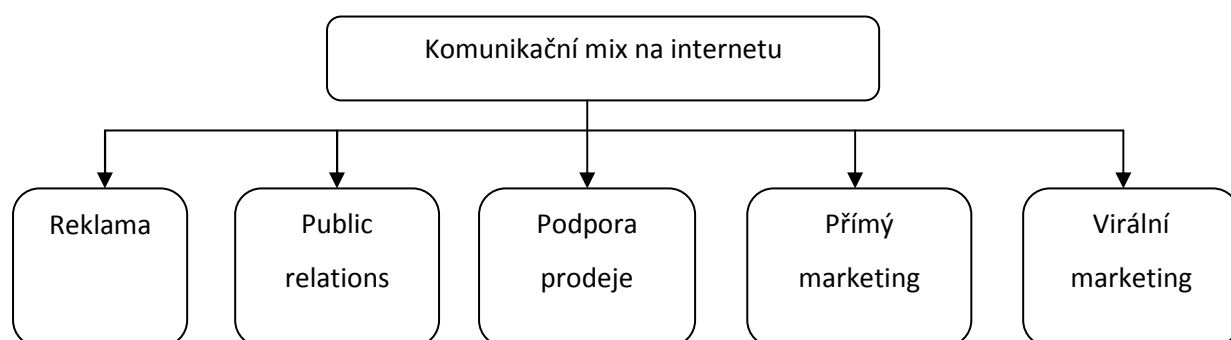 Komunikační mix na internetu
Reklama
Public
relations
Podpora
prodeje
Přímý
marketing
Virální
marketing